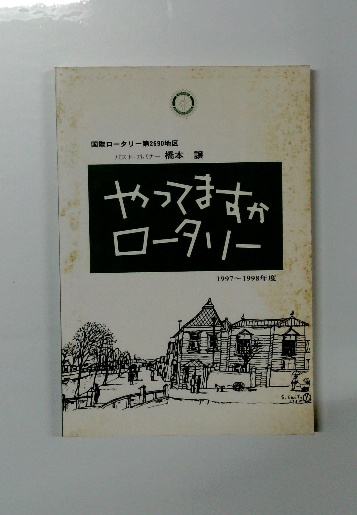 国際ロータリー第2690地区
パストガバナー 橋本 譲
やってますか
ロータリー
1997〜1998年度